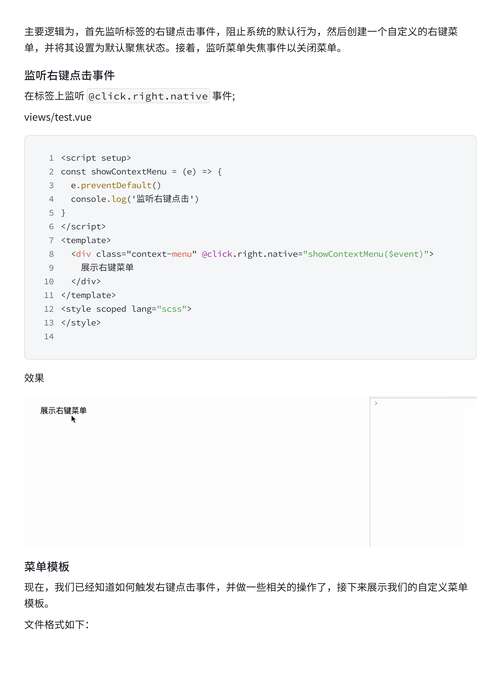 主要逻辑为，首先监听标签的右键点击事件，阻止系统的默认行为，然后创建一个自定义的右键菜
单，并将其设置为默认聚焦状态。接着，监听菜单失焦事件以关闭菜单。
监听右键点击事件
在标签上监听 @click.right.native 事件;
views/test.vue
1 <script setup>
2 const showContextMenu = (e) => {
3   e.preventDefault()
4   console.log('监听右键点击')
5 }
6 </script>
7 <template>
8   <div class="context-menu" @click.right.native="showContextMenu($event)">
9     展示右键菜单
10   </div>
11 </template>
12 <style scoped lang="scss">
13 </style>
14
效果
展示右键菜单
>
菜单模板
现在，我们已经知道如何触发右键点击事件，并做一些相关的操作了，接下来展示我们的自定义菜单
模板。
文件格式如下：